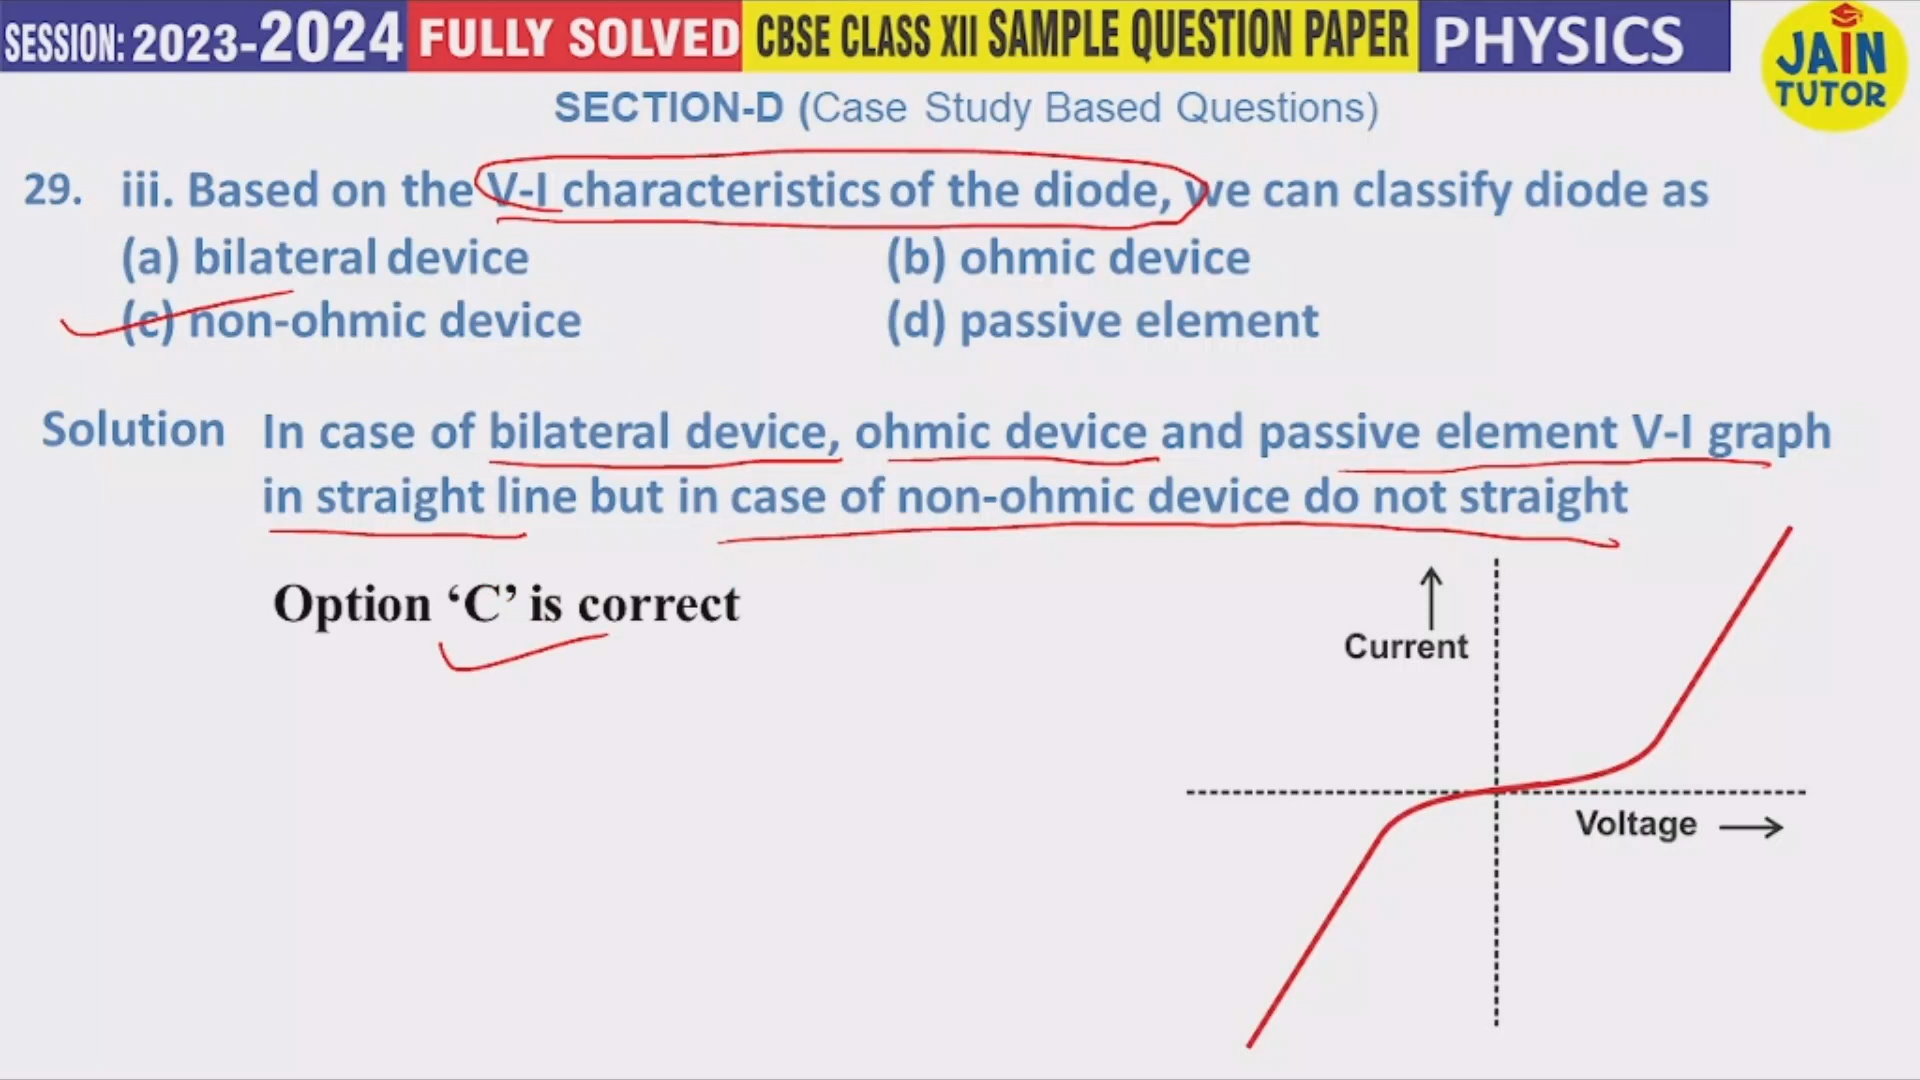 SESSION: 2023-2024 FULLY SOLVED CBSE CLASS XII SAMPLE QUESTION PAPER PHYSICS
JAIN
TUTOR
SECTION-D (Case Study Based Questions)
29. iii. Based on the V-I characteristics of the diode, we can classify diode as
(a) bilateral device (b) ohmic device
(c) non-ohmic device (d) passive element
Solution In case of bilateral device, ohmic device and passive element V-I graph
in straight line but in case of non-ohmic device do not straight
Option ‘C’ is correct
Current
Voltage